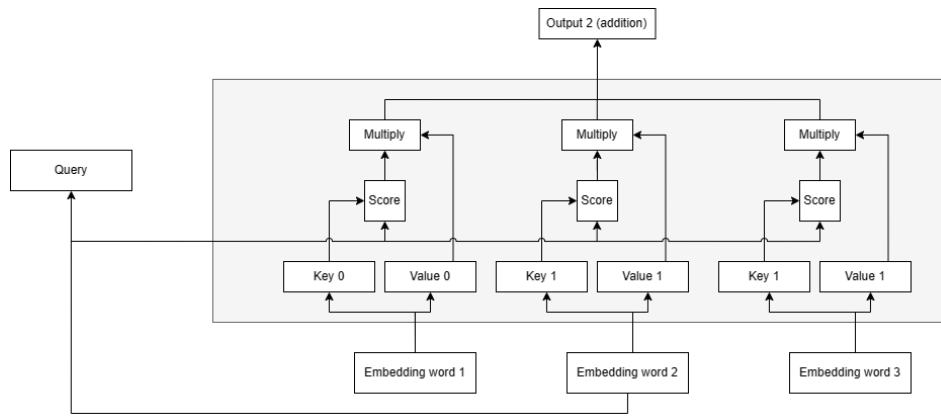 Output 2 (addition)
Multiply
Multiply
Multiply
Query
Score
Score
Score
Key 0
Value 0
Key 1
Value 1
Key 1
Value 1
Embedding word 1
Embedding word 2
Embedding word 3